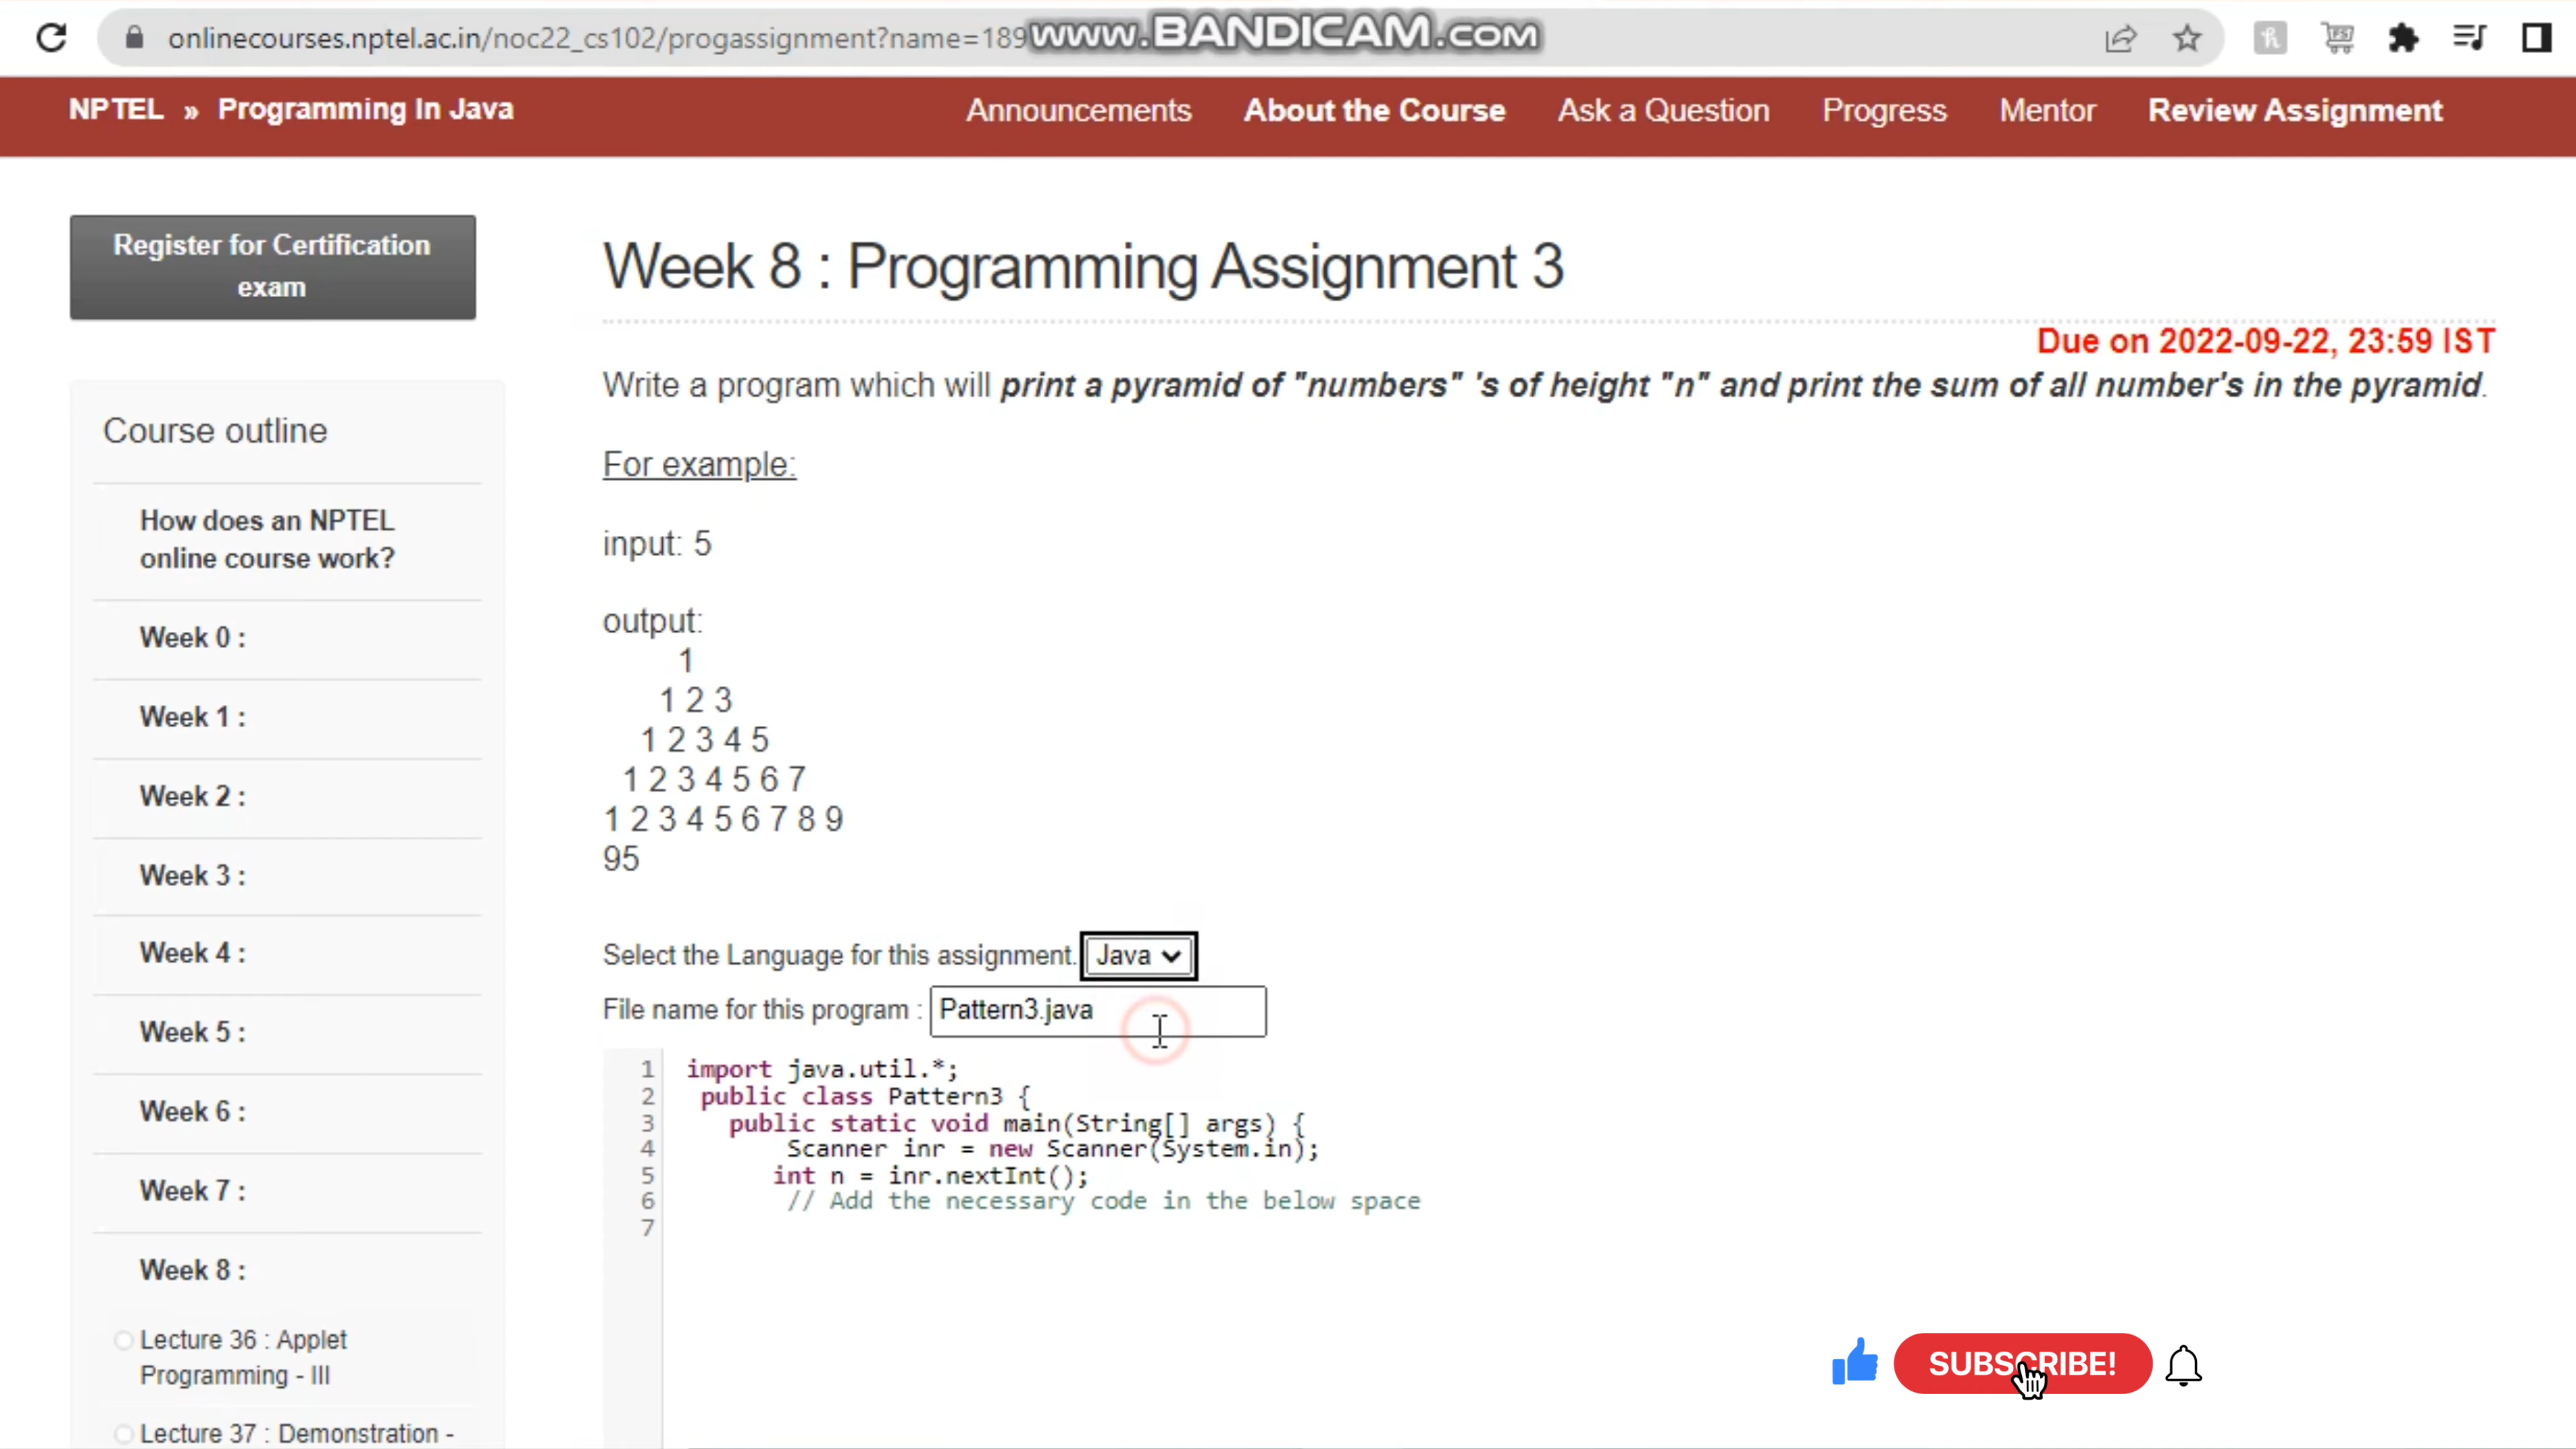 onlinecourses.nptel.ac.in/noc22_cs102/progassignment?name=189
www.BANDICAM.com
NPTEL » Programming In Java
Announcements
About the Course
Ask a Question
Progress
Mentor
Review Assignment
Register for Certification
exam
Course outline
How does an NPTEL
online course work?
Week 0 :
Week 1 :
Week 2 :
Week 3 :
Week 4 :
Week 5 :
Week 6 :
Week 7 :
Week 8 :
Lecture 36 : Applet
Programming - III
Lecture 37 : Demonstration -
Week 8 : Programming Assignment 3
Due on 2022-09-22, 23:59 IST
Write a program which will print a pyramid of "numbers" 's of height "n" and print the sum of all number's in the pyramid.
For example:
input: 5
output:
1
1 2 3
1 2 3 4 5
1 2 3 4 5 6 7
1 2 3 4 5 6 7 8 9
95
Select the Language for this assignment. Java
File name for this program : Pattern3.java
1 import java.util.*;
2 public class Pattern3 {
3 public static void main(String[] args) {
4 Scanner inr = new Scanner(System.in);
5 int n = inr.nextInt();
6 // Add the necessary code in the below space
7
SUBSCRIBE!